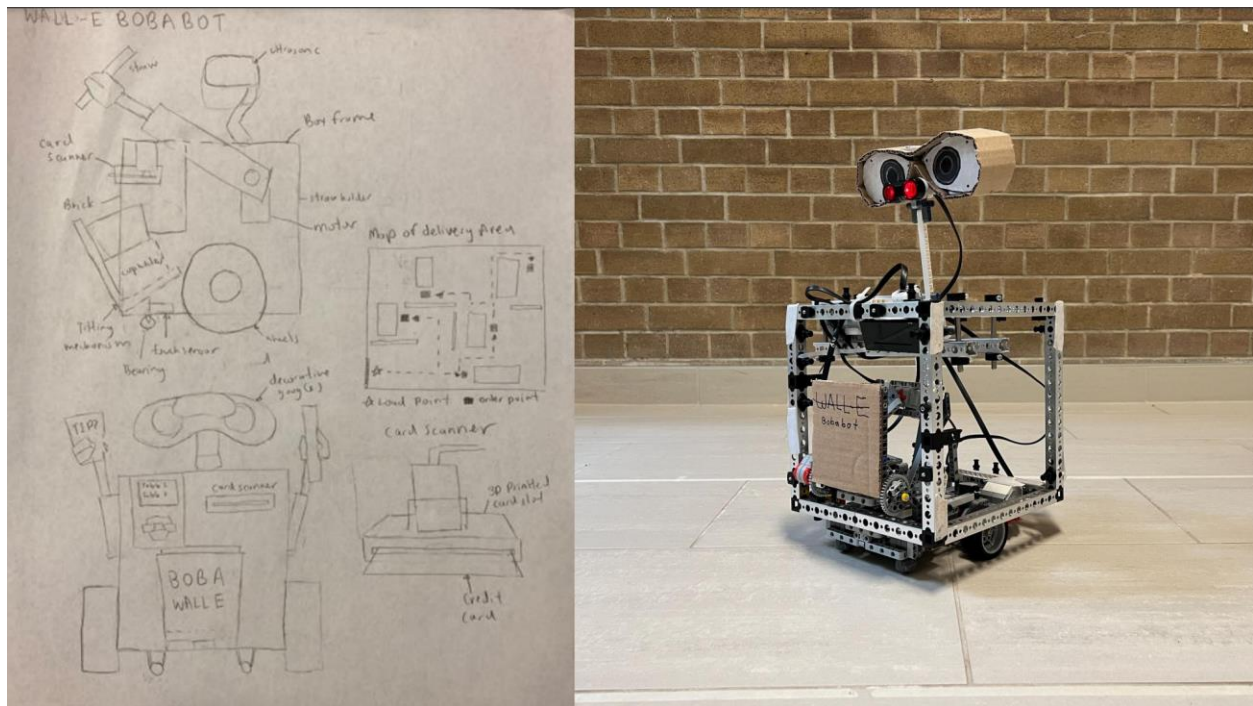 WALL-E BOBABOT
straw
ultrasonic
Box frame
card
scanner
Brick
straw holder
motor
cupholder
Map of delivery Area
Tilting
mechanism
touch sensor
Bearing
wheels
decorative
☆ Load point ■ order point
card scanner
TIP?
card scanner
3D Printed
card slot
BOBA
WALLE
Credit
card
WALL-E
Bobabot